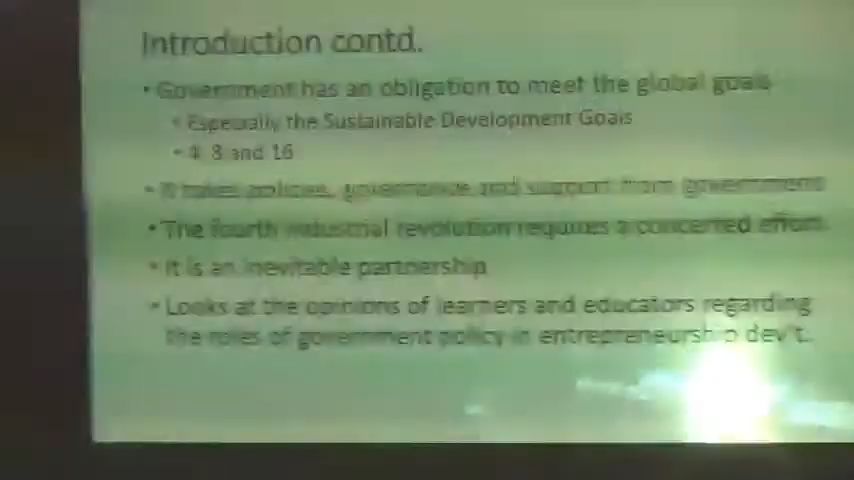 Introduction contd.
• Government has an obligation to meet the global goals
• Especially the Sustainable Development Goals
• 8 and 16
• It takes policies, governance and support from government
• The fourth industrial revolution requires a concerted effort.
• It is an inevitable partnership
• Looks at the opinions of learners and educators regarding
the roles of government policy in entrepreneurship dev't.